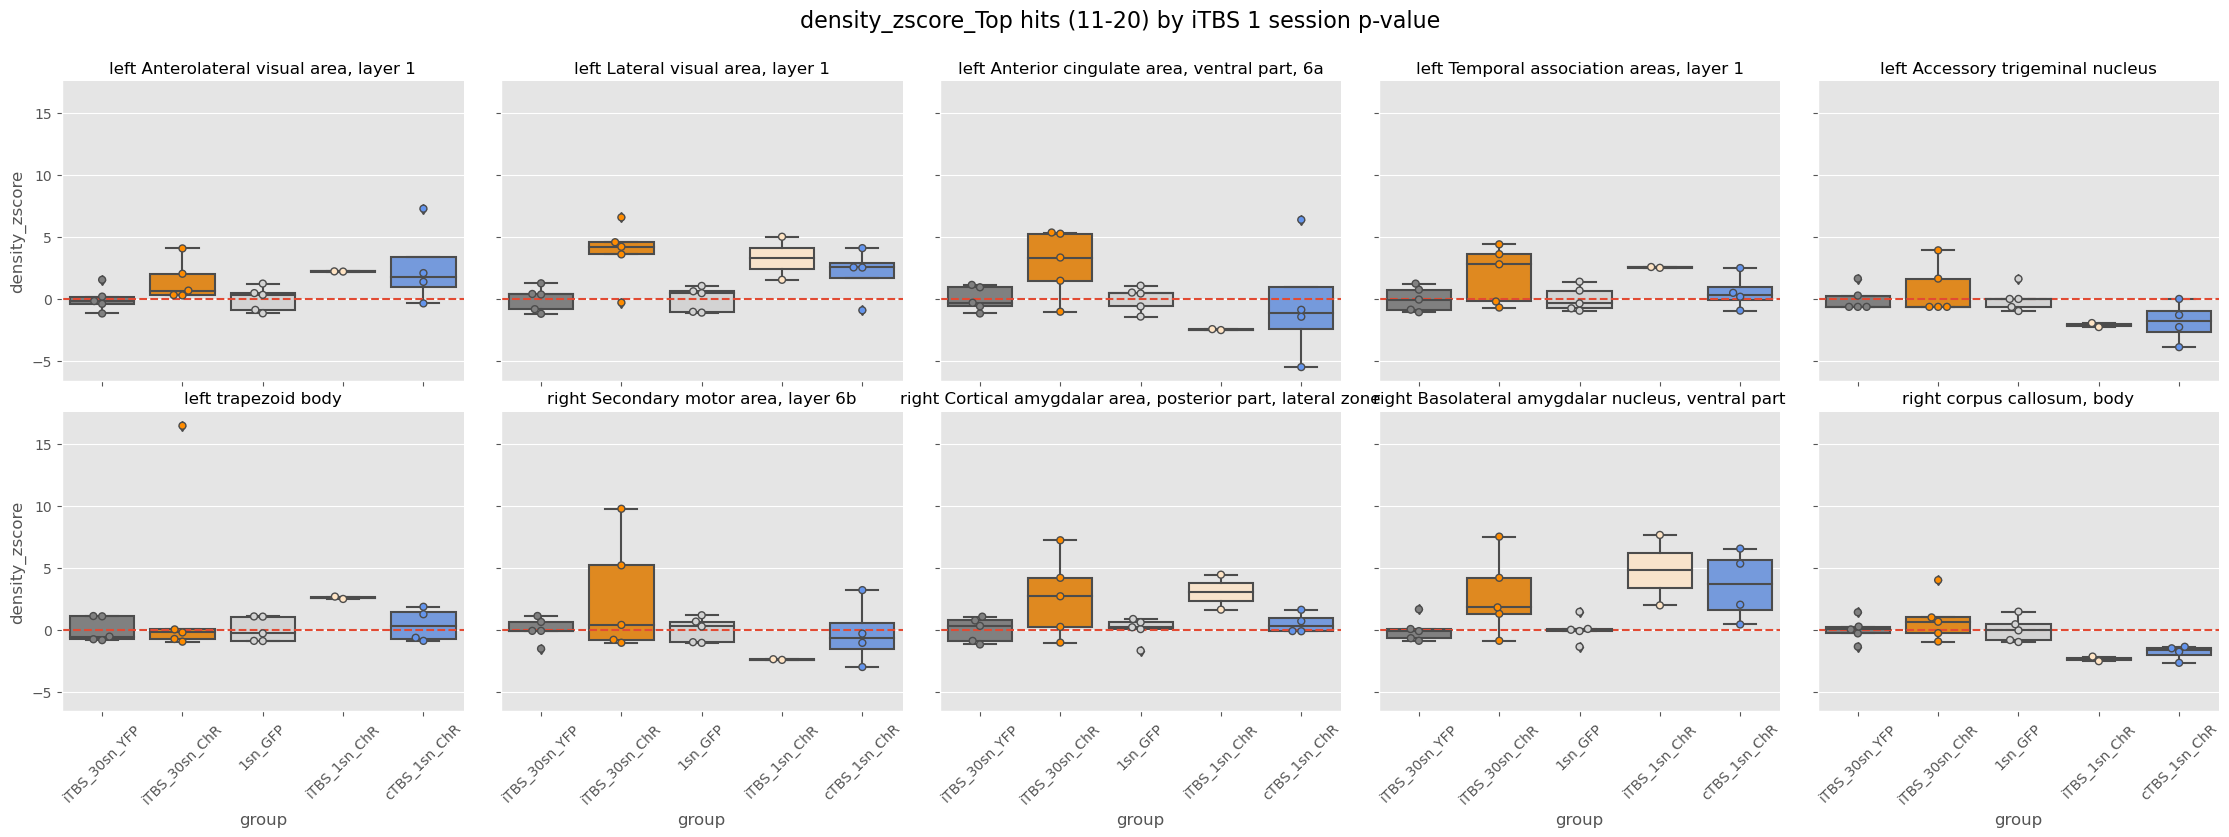 density_zscore_Top hits (11-20) by iTBS 1 session p-value
left Anterolateral visual area, layer 1
left Lateral visual area, layer 1
left Anterior cingulate area, ventral part, 6a
left Temporal association areas, layer 1
left Accessory trigeminal nucleus
density_zscore
15
10
5
0
−5
left trapezoid body
right Secondary motor area, layer 6b
right Cortical amygdalar area, posterior part, lateral zone
right Basolateral amygdalar nucleus, ventral part
right corpus callosum, body
density_zscore
15
10
5
0
−5
iTBS_30sn_YFP
iTBS_30sn_ChR
1sn_GFP
iTBS_1sn_ChR
cTBS_1sn_ChR
iTBS_30sn_YFP
iTBS_30sn_ChR
1sn_GFP
iTBS_1sn_ChR
cTBS_1sn_ChR
iTBS_30sn_YFP
iTBS_30sn_ChR
1sn_GFP
iTBS_1sn_ChR
cTBS_1sn_ChR
iTBS_30sn_YFP
iTBS_30sn_ChR
1sn_GFP
iTBS_1sn_ChR
cTBS_1sn_ChR
iTBS_30sn_YFP
iTBS_30sn_ChR
1sn_GFP
iTBS_1sn_ChR
cTBS_1sn_ChR
group
group
group
group
group